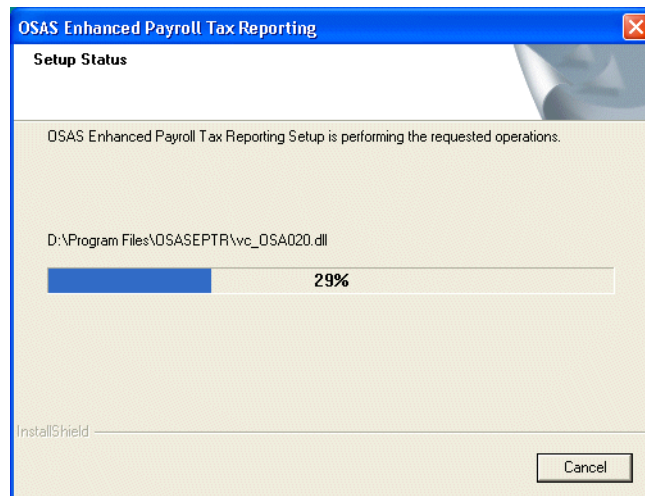 OSAS Enhanced Payroll Tax Reporting
Setup Status
OSAS Enhanced Payroll Tax Reporting Setup is performing the requested operations.
D:\Program Files\OSASEPTR\vc_OSA020.dll
29%
InstallShield
Cancel